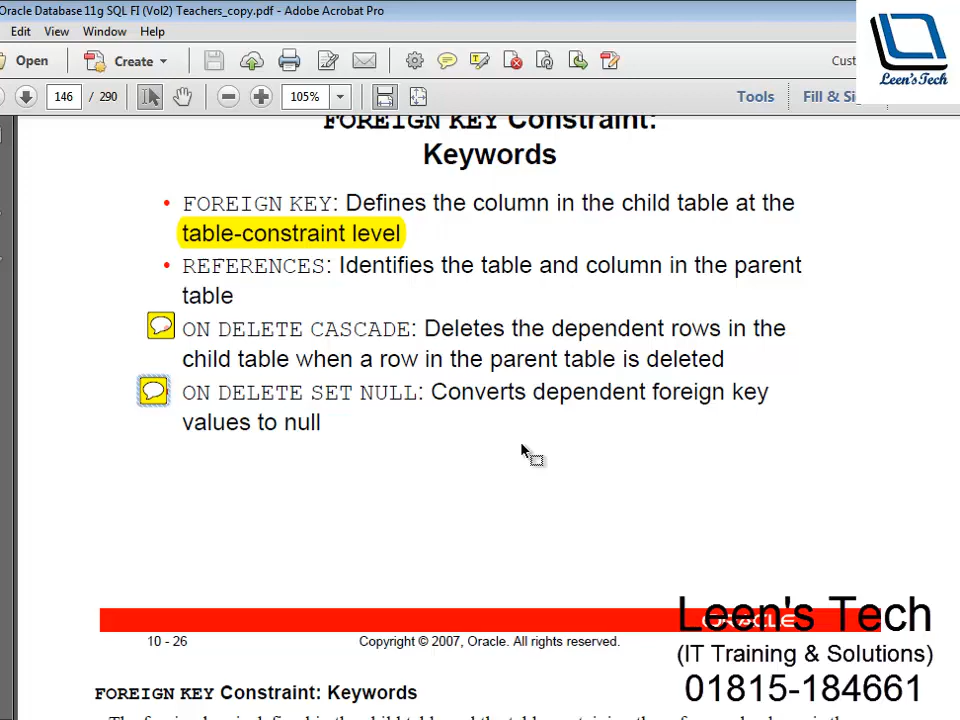 Oracle Database 11g SQL FI (Vol2) Teachers_copy.pdf - Adobe Acrobat Pro
Edit View Window Help
Open Create Cust
Leen'sTech
146 / 290 105% Tools Fill & Si
FOREIGN KEY Constraint:
Keywords
• FOREIGN KEY: Defines the column in the child table at the
table-constraint level
• REFERENCES: Identifies the table and column in the parent
table
ON DELETE CASCADE: Deletes the dependent rows in the
child table when a row in the parent table is deleted
ON DELETE SET NULL: Converts dependent foreign key
values to null
ORACLE
Leen's Tech
10 - 26 Copyright © 2007, Oracle. All rights reserved.
(IT Training & Solutions)
01815-184661
FOREIGN KEY Constraint: Keywords